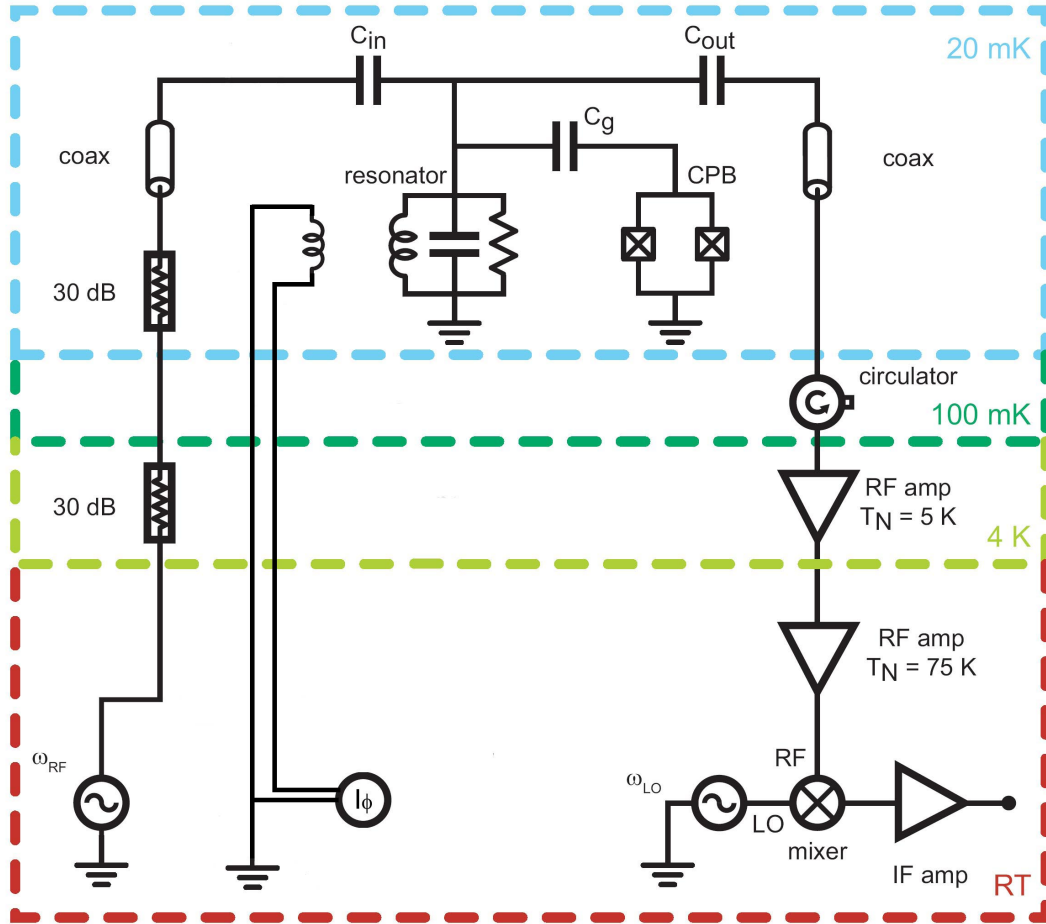 C_in
C_out
20 mK
C_g
coax
resonator
CPB
coax
30 dB
circulator
100 mK
30 dB
RF amp
T_N = 5 K
4 K
RF amp
T_N = 75 K
ω_RF
RF
ω_LO
Iϕ
LO
mixer
IF amp
RT